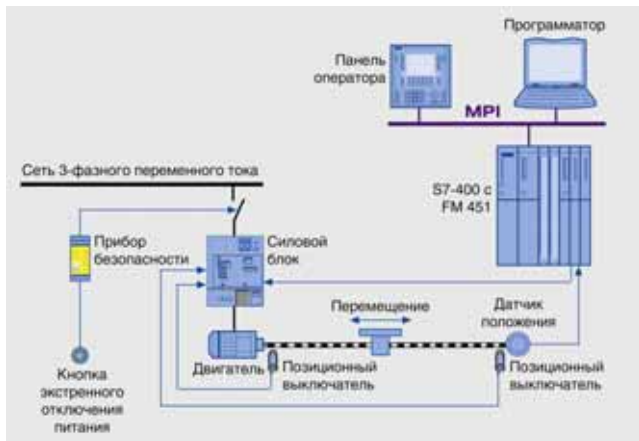 Программатор
Панель
оператора
MPI
Сеть 3-фазного переменного тока
S7-400 с
FM 451
Прибор
безопасности
Силовой
блок
Перемещение
Датчик
положения
Двигатель
Позиционный
выключатель
Позиционный
выключатель
Кнопка
экстренного
отключения
питания